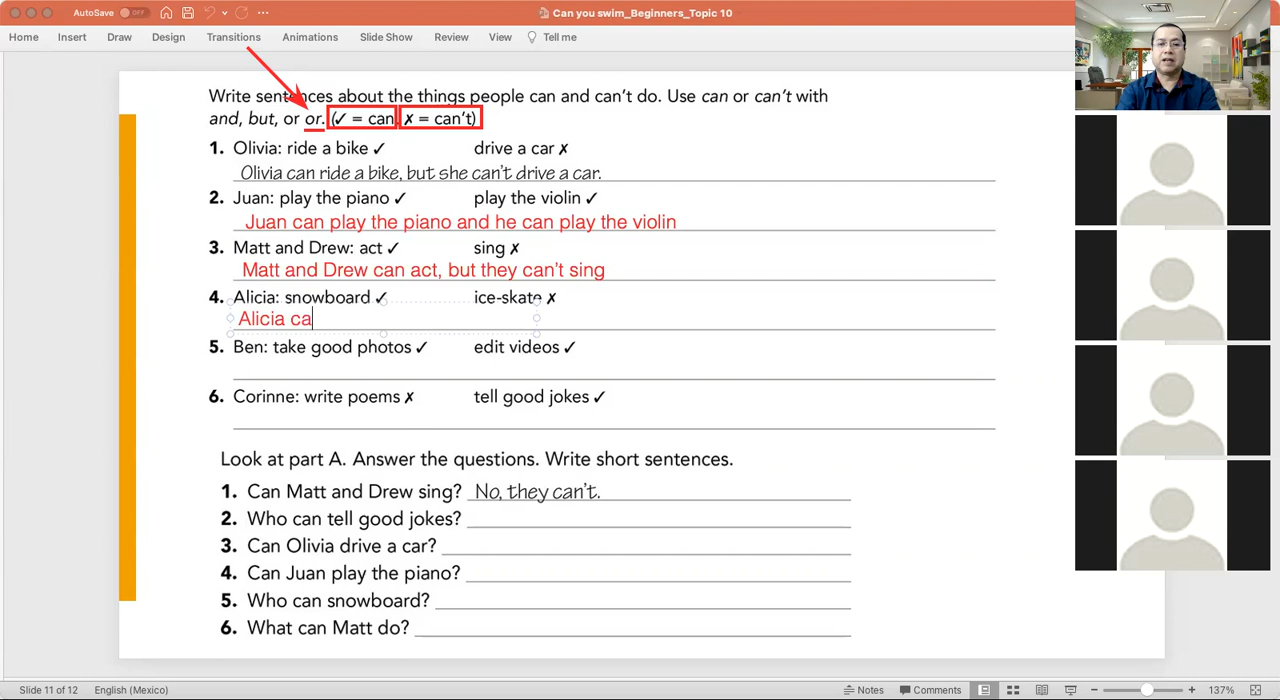 AutoSave OFF Can you swim_Beginners_Topic 10
Home Insert Draw Design Transitions Animations Slide Show Review View Tell me
Write sentences about the things people can and can't do. Use can or can't with
and, but, or or. (✓ = can, ✗ = can't)
1. Olivia: ride a bike ✓ drive a car ✗
Olivia can ride a bike, but she can't drive a car.
2. Juan: play the piano ✓ play the violin ✓
Juan can play the piano and he can play the violin
3. Matt and Drew: act ✓ sing ✗
Matt and Drew can act, but they can't sing
4. Alicia: snowboard ✓ ice-skate ✗
Alicia ca
5. Ben: take good photos ✓ edit videos ✓
6. Corinne: write poems ✗ tell good jokes ✓
Look at part A. Answer the questions. Write short sentences.
1. Can Matt and Drew sing? No, they can't.
2. Who can tell good jokes?
3. Can Olivia drive a car?
4. Can Juan play the piano?
5. Who can snowboard?
6. What can Matt do?
Slide 11 of 12 English (Mexico) Notes Comments 137%